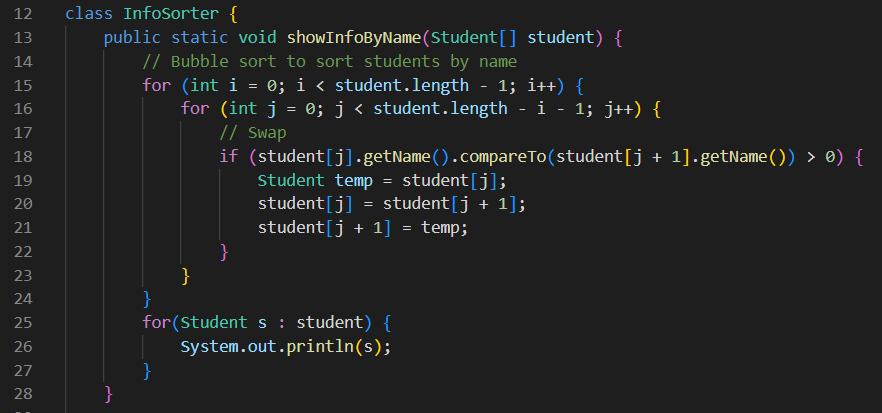 12 class InfoSorter {
13     public static void showInfoByName(Student[] student) {
14         // Bubble sort to sort students by name
15         for (int i = 0; i < student.length - 1; i++) {
16             for (int j = 0; j < student.length - i - 1; j++) {
17                 // Swap
18                 if (student[j].getName().compareTo(student[j + 1].getName()) > 0) {
19                     Student temp = student[j];
20                     student[j] = student[j + 1];
21                     student[j + 1] = temp;
22                 }
23             }
24         }
25         for(Student s : student) {
26             System.out.println(s);
27         }
28     }